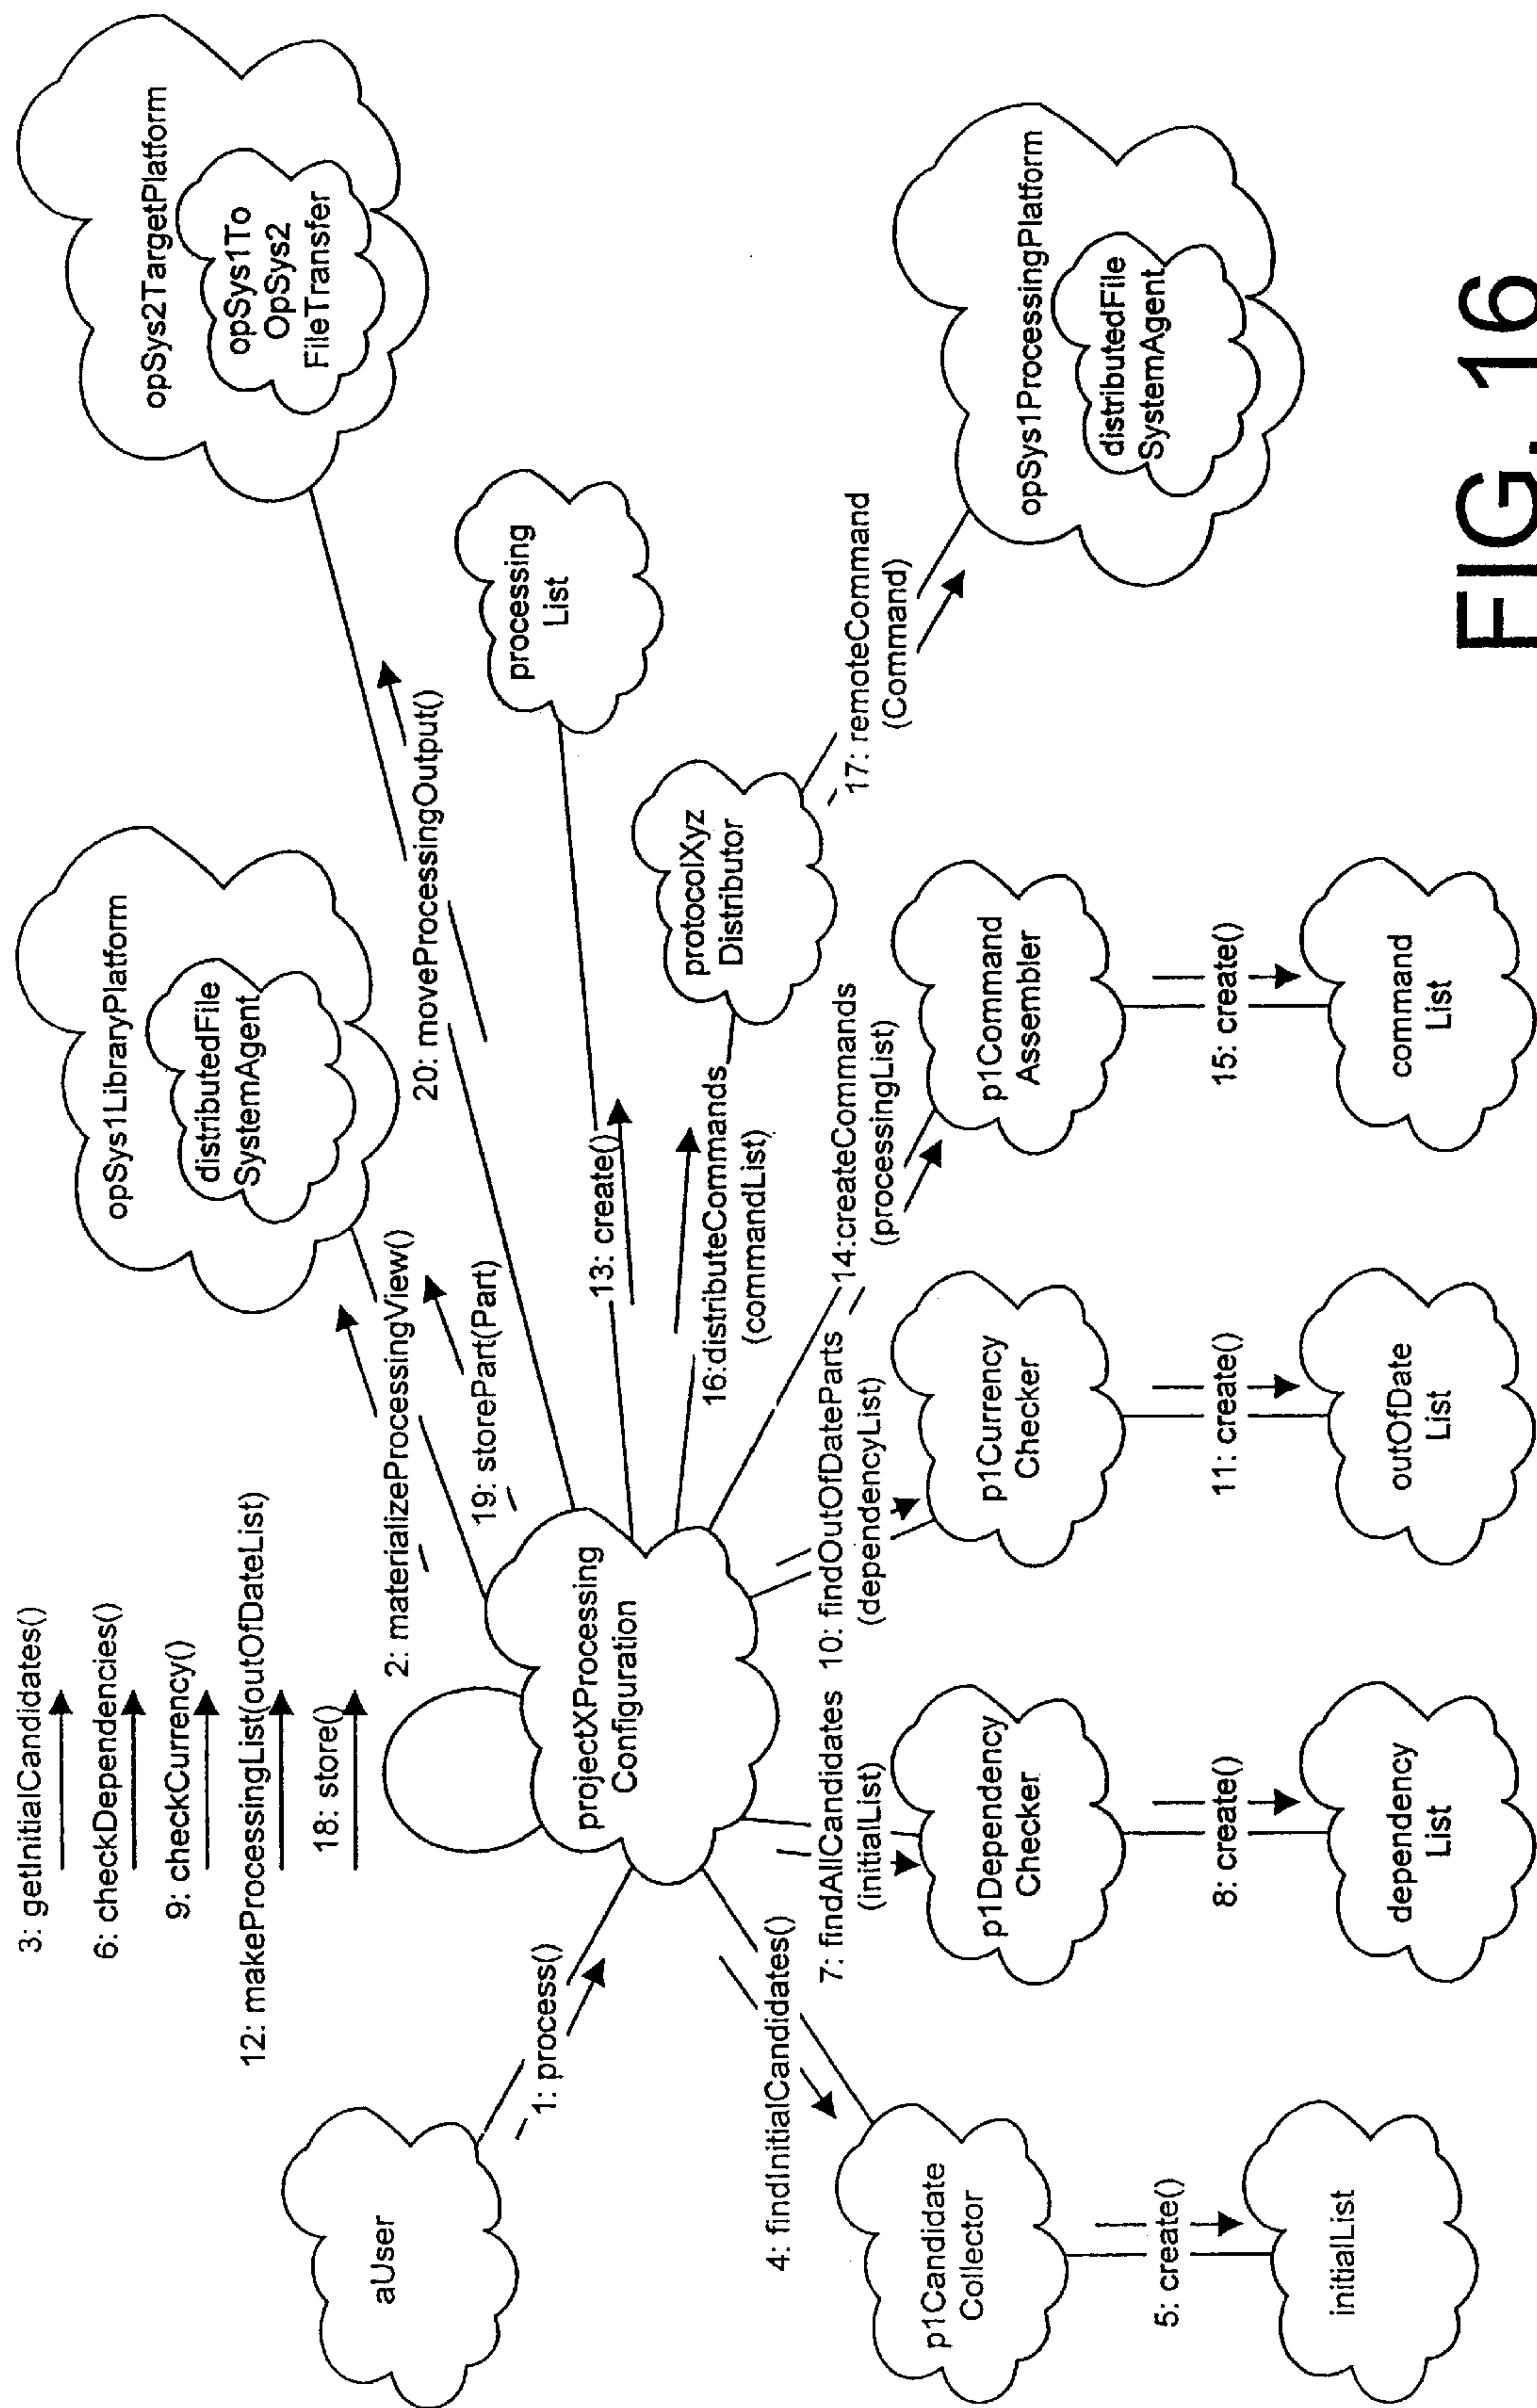 3: getInitialCandidates()
6: checkDependencies()
9: checkCurrency()
12: makeProcessingList(outOfDateList)
18: store()
aUser
1: process()
projectXProcessing
Configuration
2: materializeProcessingView()
19: storePart(Part)
opSys1LibraryPlatform
distributedFile
SystemAgent
20: moveProcessingOutput()
opSys2TargetPlatform
opSys1To
OpSys2
FileTransfer
13: create()
processing
List
16:distributeCommands
(commandList)
protocolXyz
Distributor
17: remoteCommand
(Command)
opSys1ProcessingPlatform
distributedFile
SystemAgent
4: findInitialCandidates()
p1Candidate
Collector
5: create()
initialList
7: findAllCandidates
(initialList)
p1Dependency
Checker
8: create()
dependency
List
10: findOutOfDateParts
(dependencyList)
p1Currency
Checker
11: create()
outOfDate
List
14:createCommands
(processingList)
p1Command
Assembler
15: create()
command
List
FIG. 16